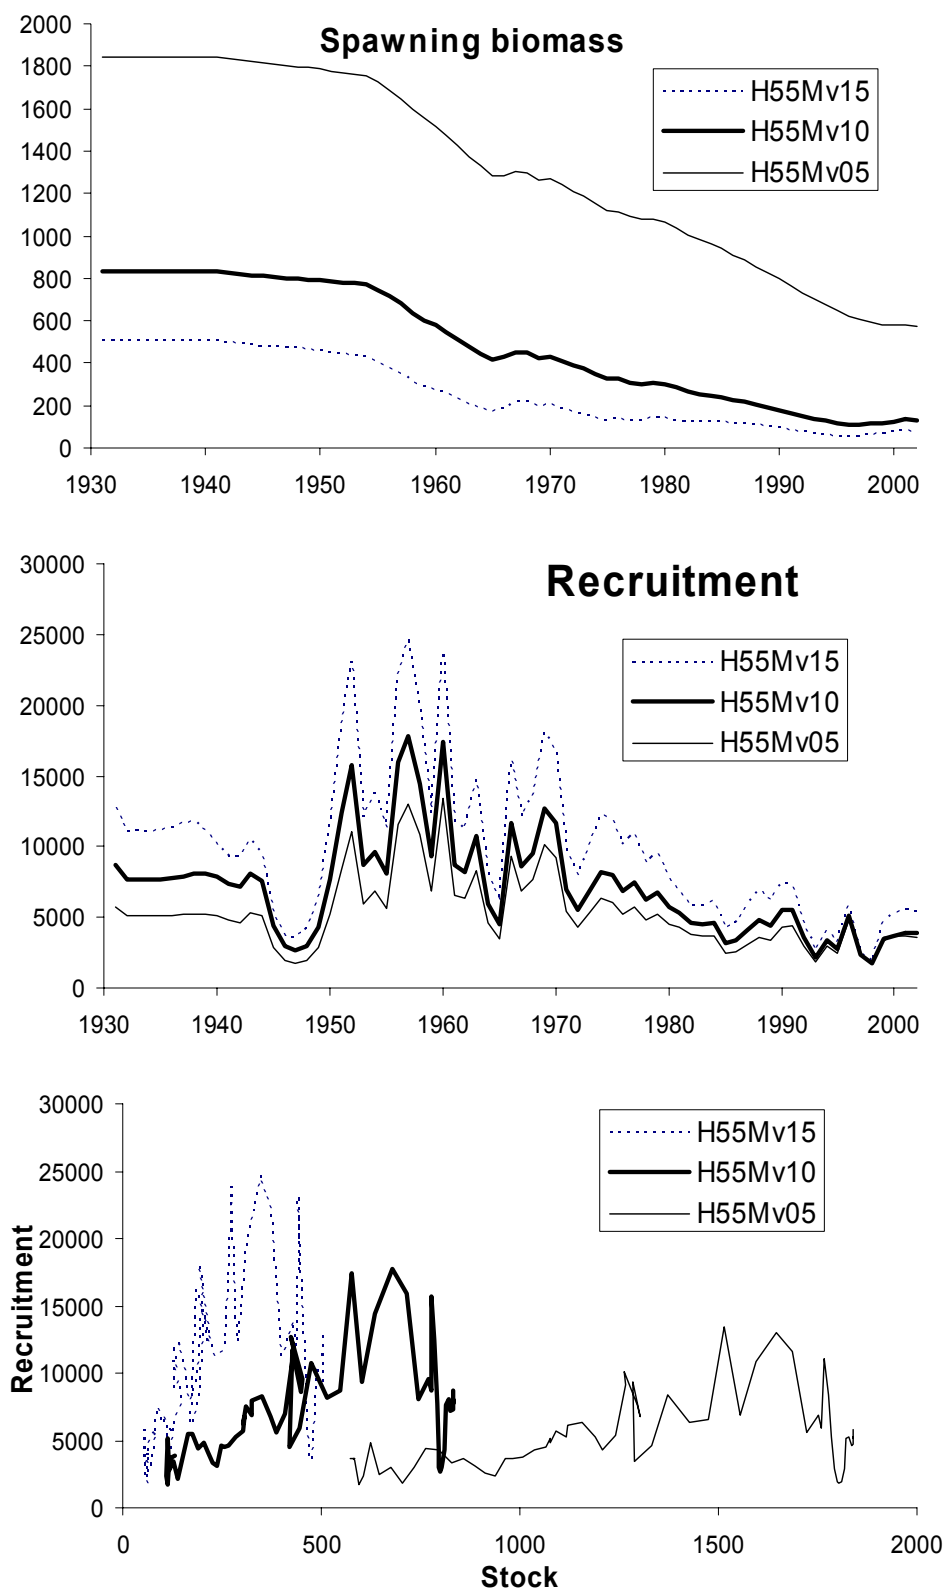 Spawning biomass
2000
1800
1600
1400
1200
1000
800
600
400
200
0
H55Mv15
H55Mv10
H55Mv05
1930 1940 1950 1960 1970 1980 1990 2000
Recruitment
30000
25000
20000
15000
10000
5000
0
H55Mv15
H55Mv10
H55Mv05
1930 1940 1950 1960 1970 1980 1990 2000
Recruitment
30000
25000
20000
15000
10000
5000
0
H55Mv15
H55Mv10
H55Mv05
0 500 1000 1500 2000
Stock